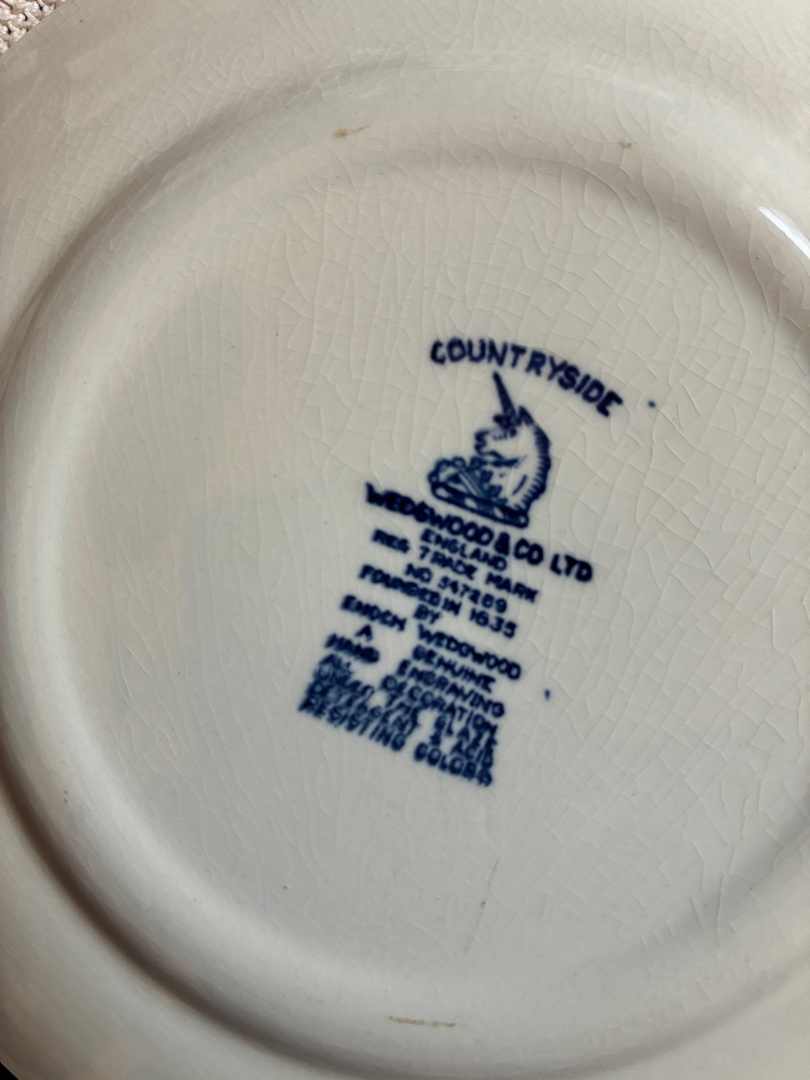 COUNTRYSIDE
WEDGWOOD & CO LTD
ENGLAND
REG TRADE MARK
NO 547289
FOUNDED IN 1835
BY
ENOCH WEDGWOOD
A GENUINE
HAND ENGRAVING
ALL DECORATION
UNDER THE GLAZE
DETERGENT & ACID
RESISTING COLORS